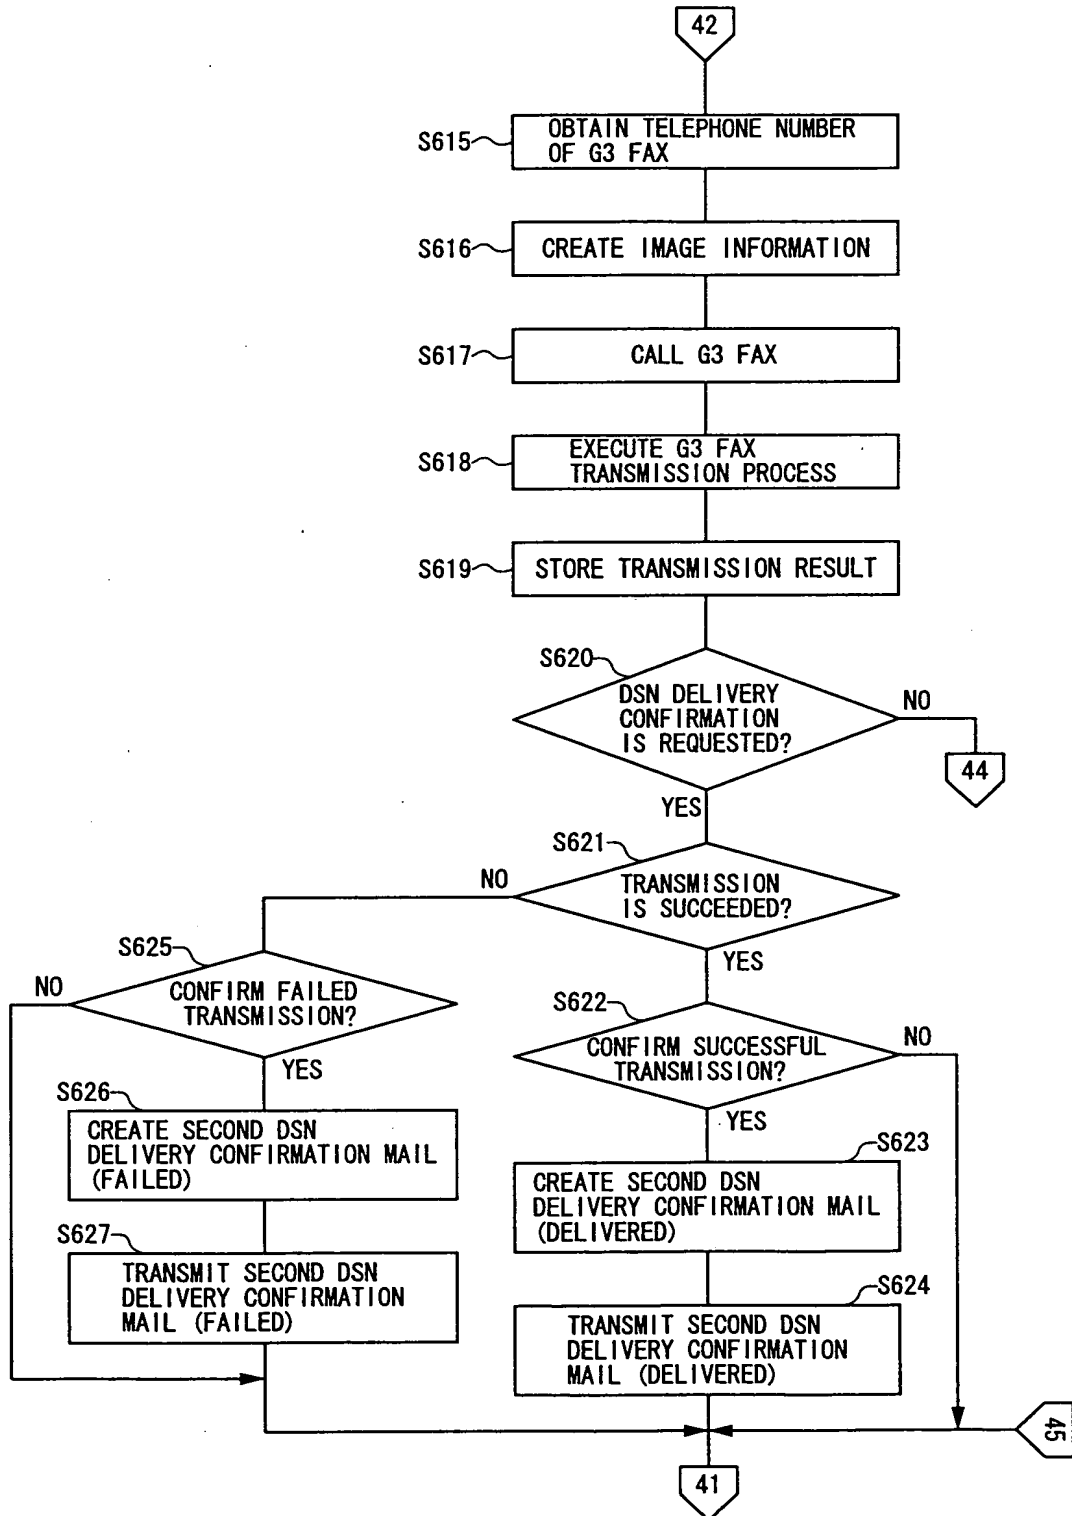 42
S615
OBTAIN TELEPHONE NUMBER
OF G3 FAX
S616
CREATE IMAGE INFORMATION
S617
CALL G3 FAX
S618
EXECUTE G3 FAX
TRANSMISSION PROCESS
S619
STORE TRANSMISSION RESULT
S620
DSN DELIVERY
CONFIRMATION
IS REQUESTED?
NO
44
YES
S621
NO
TRANSMISSION
IS SUCCEEDED?
YES
S625
NO
CONFIRM FAILED
TRANSMISSION?
YES
S622
CONFIRM SUCCESSFUL
TRANSMISSION?
NO
YES
S626
CREATE SECOND DSN
DELIVERY CONFIRMATION MAIL
(FAILED)
S623
CREATE SECOND DSN
DELIVERY CONFIRMATION MAIL
(DELIVERED)
S627
TRANSMIT SECOND DSN
DELIVERY CONFIRMATION
MAIL (FAILED)
S624
TRANSMIT SECOND DSN
DELIVERY CONFIRMATION
MAIL (DELIVERED)
45
41